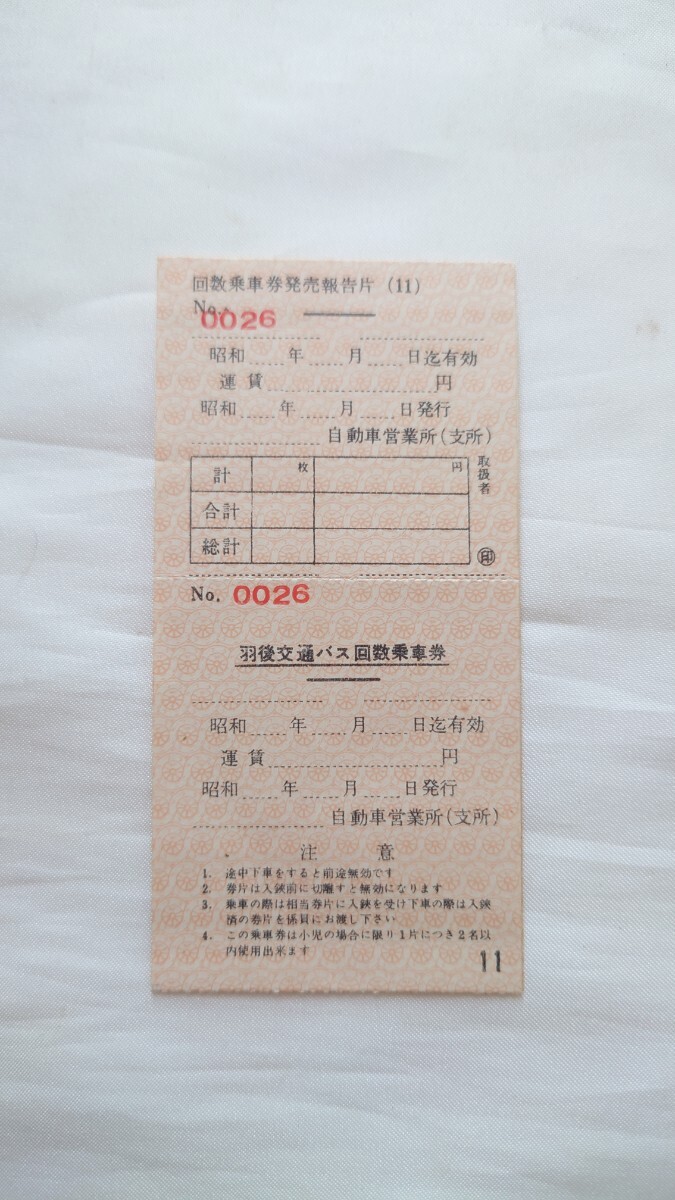 回数乗車券発売報告片 (11)
No. 0026
昭和 年 月 日迄有効
運賃 円
昭和 年 月 日発行
自動車営業所(支所)
計 枚 円
合計
総計
取扱者
㊞
No. 0026
羽後交通バス回数乗車券
昭和 年 月 日迄有効
運賃 円
昭和 年 月 日発行
自動車営業所(支所)
注 意
1. 途中下車をすると前途無効です
2. 券片は入鋏前に切離すと無効になります
3. 乗車の際は相当券片に入鋏を受け下車の際は入鋏
済の券片を係員にお渡し下さい
4. この乗車券は小児の場合に限り1片につき2名以
内使用出来ます
11